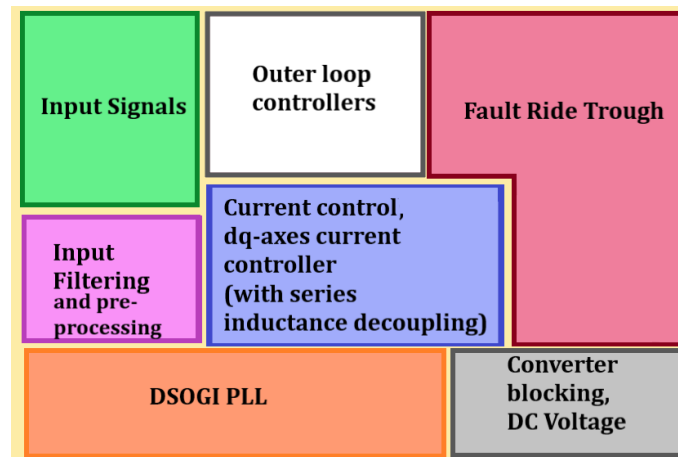 Input Signals
Outer loop
controllers
Fault Ride Trough
Input
Filtering
and pre-
processing
Current control,
dq-axes current
controller
(with series
inductance decoupling)
DSOGI PLL
Converter
blocking,
DC Voltage